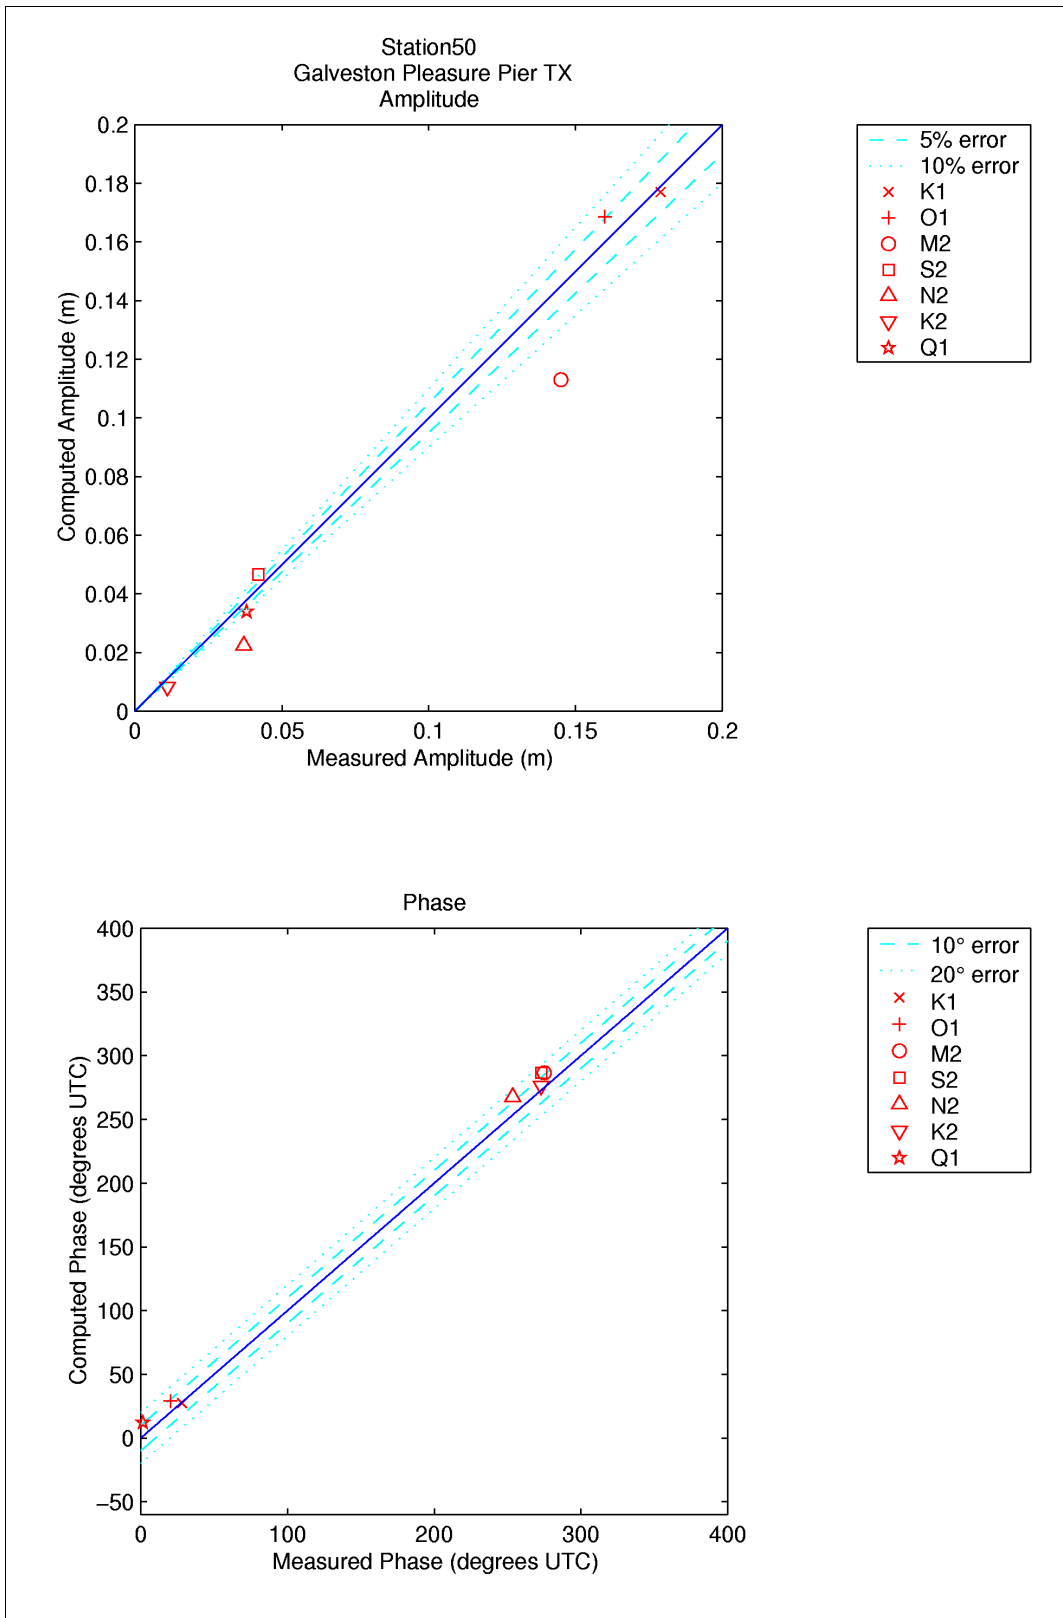 Station50
Galveston Pleasure Pier TX
Amplitude
0.2
0.18
0.16
0.14
0.12
0.1
0.08
0.06
0.04
0.02
0
Computed Amplitude (m)
0 0.05 0.1 0.15 0.2
Measured Amplitude (m)
5% error
10% error
K1
O1
M2
S2
N2
K2
Q1
Phase
400
350
300
250
200
150
100
50
0
−50
Computed Phase (degrees UTC)
0 100 200 300 400
Measured Phase (degrees UTC)
10° error
20° error
K1
O1
M2
S2
N2
K2
Q1